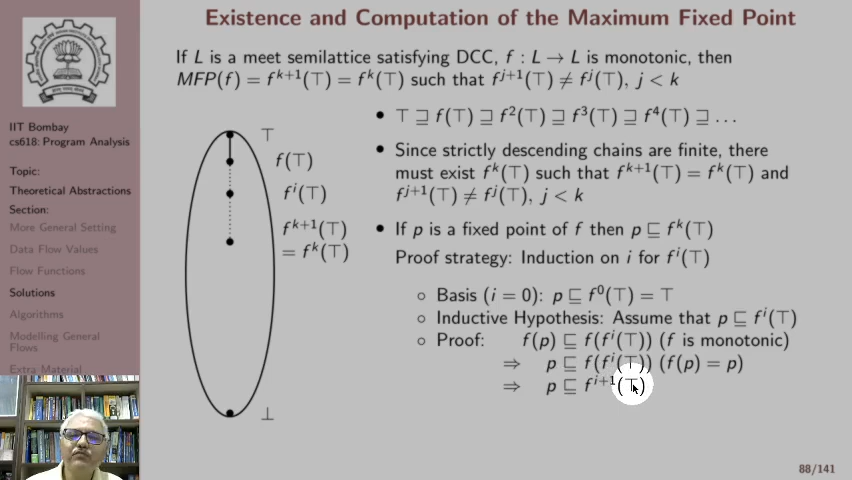 Existence and Computation of the Maximum Fixed Point
If L is a meet semilattice satisfying DCC, f : L → L is monotonic, then
MFP(f) = f^{k+1}(⊤) = f^k(⊤) such that f^{j+1}(⊤) ≠ f^j(⊤), j < k
IIT Bombay
cs618: Program Analysis
Topic:
Theoretical Abstractions
Section:
More General Setting
Data Flow Values
Flow Functions
Solutions
Algorithms
Modelling General
Flows
Extra Material
⊤
f(⊤)
f^i(⊤)
f^{k+1}(⊤)
= f^k(⊤)
⊥
• ⊤ ⊒ f(⊤) ⊒ f^2(⊤) ⊒ f^3(⊤) ⊒ f^4(⊤) ⊒ ...
• Since strictly descending chains are finite, there
must exist f^k(⊤) such that f^{k+1}(⊤) = f^k(⊤) and
f^{j+1}(⊤) ≠ f^j(⊤), j < k
• If p is a fixed point of f then p ⊑ f^k(⊤)
Proof strategy: Induction on i for f^i(⊤)
○ Basis (i = 0): p ⊑ f^0(⊤) = ⊤
○ Inductive Hypothesis: Assume that p ⊑ f^i(⊤)
○ Proof: f(p) ⊑ f(f^i(⊤)) (f is monotonic)
⇒ p ⊑ f(f^i(⊤)) (f(p) = p)
⇒ p ⊑ f^{i+1}(⊤)
88/141